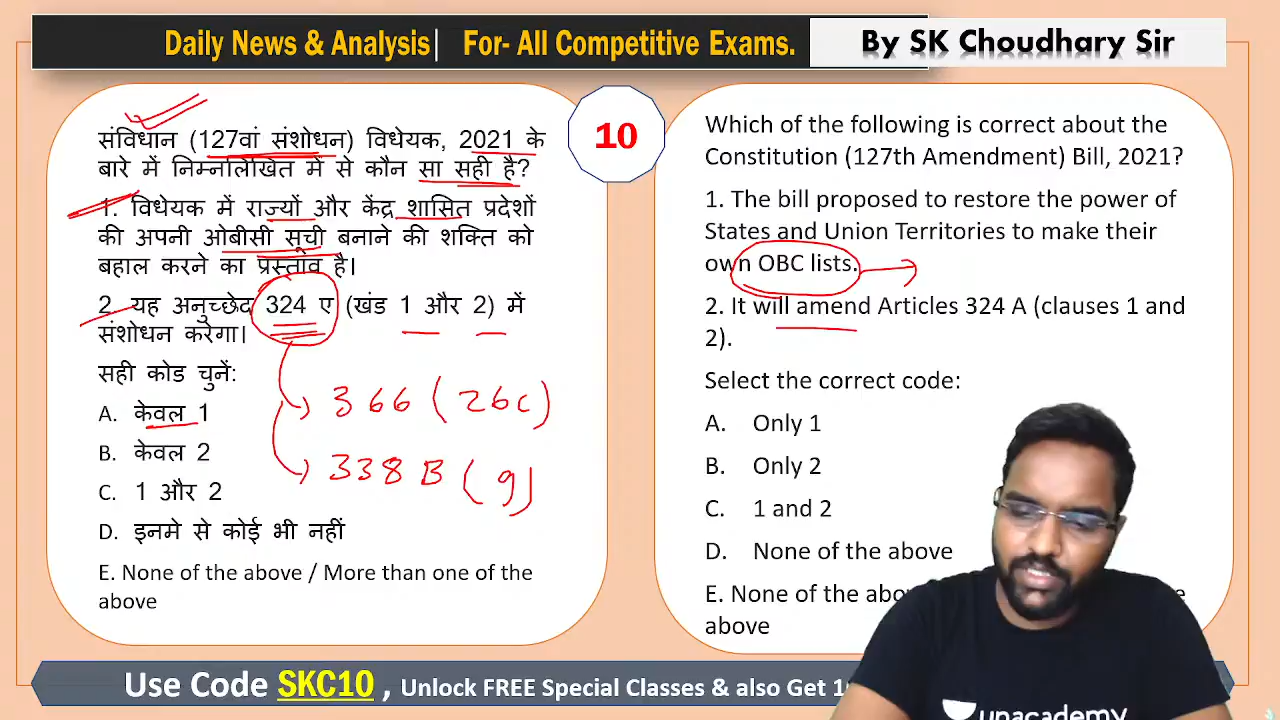 Daily News & Analysis| For- All Competitive Exams.
By SK Choudhary Sir
संविधान (127वां संशोधन) विधेयक, 2021 के
बारे में निम्नलिखित में से कौन सा सही है?
1. विधेयक में राज्यों और केंद्र शासित प्रदेशों
की अपनी ओबीसी सूची बनाने की शक्ति को
बहाल करने का प्रस्ताव है।
2. यह अनुच्छेद 324 ए (खंड 1 और 2) में
संशोधन करेगा।
सही कोड चुनें:
A. केवल 1
B. केवल 2
C. 1 और 2
D. इनमे से कोई भी नहीं
E. None of the above / More than one of the
above
366 (26c)
338 B (9)
10
Which of the following is correct about the
Constitution (127th Amendment) Bill, 2021?
1. The bill proposed to restore the power of
States and Union Territories to make their
own OBC lists.
2. It will amend Articles 324 A (clauses 1 and
2).
Select the correct code:
A. Only 1
B. Only 2
C. 1 and 2
D. None of the above
E. None of the
above
Use Code SKC10 , Unlock FREE Special Classes & also Get
unacademy